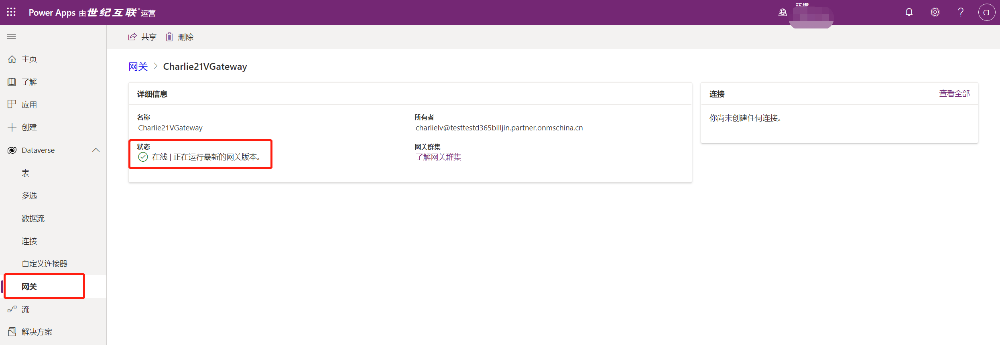 Power Apps 由世纪互联®运营
环境
CL
共享 删除
主页
了解
应用
创建
Dataverse
表
多选
数据流
连接
自定义连接器
网关
流
解决方案
网关 > Charlie21VGateway
详细信息
名称
Charlie21VGateway
所有者
charlielv@testtestd365billjin.partner.onmschina.cn
状态
在线 | 正在运行最新的网关版本。
网关群集
了解网关群集
连接
查看全部
你尚未创建任何连接。